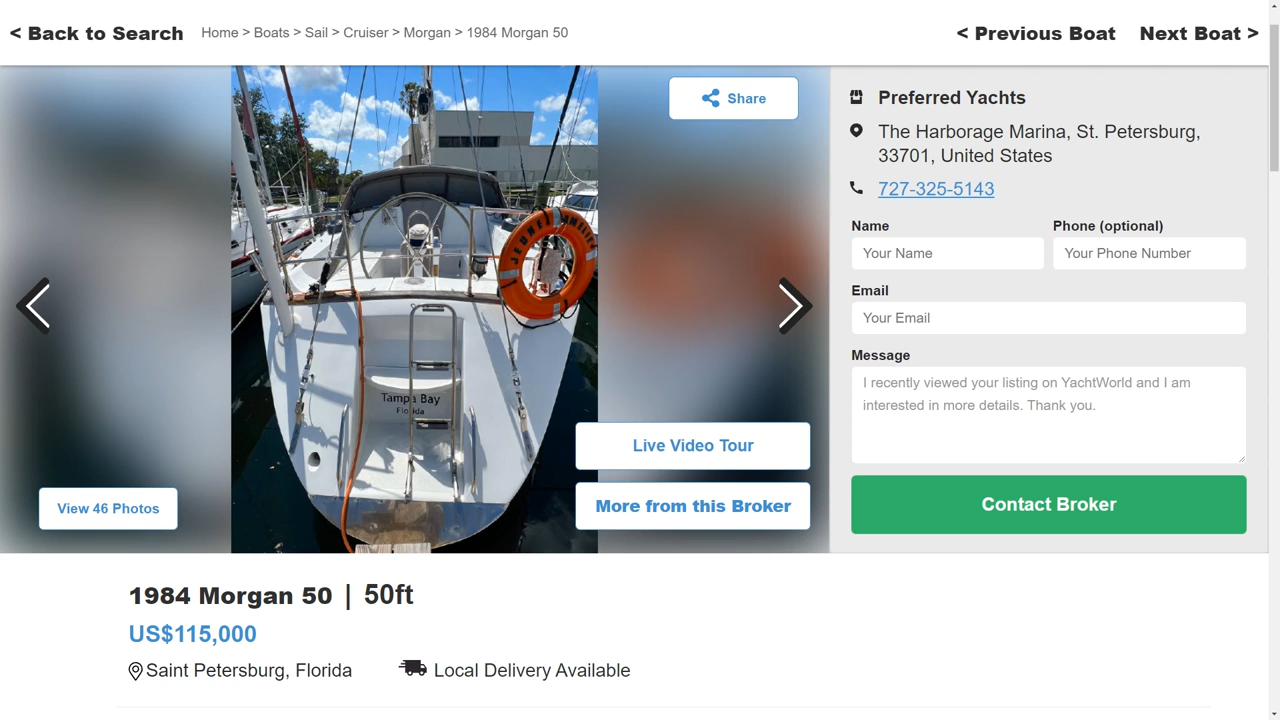 < Back to Search
Home > Boats > Sail > Cruiser > Morgan > 1984 Morgan 50
< Previous Boat
Next Boat >
Share
Tampa Bay
Florida
Live Video Tour
More from this Broker
View 46 Photos
Preferred Yachts
The Harborage Marina, St. Petersburg,
33701, United States
727-325-5143
Name
Phone (optional)
Your Name
Your Phone Number
Email
Your Email
Message
I recently viewed your listing on YachtWorld and I am
interested in more details. Thank you.
Contact Broker
1984 Morgan 50 | 50ft
US$115,000
Saint Petersburg, Florida
Local Delivery Available